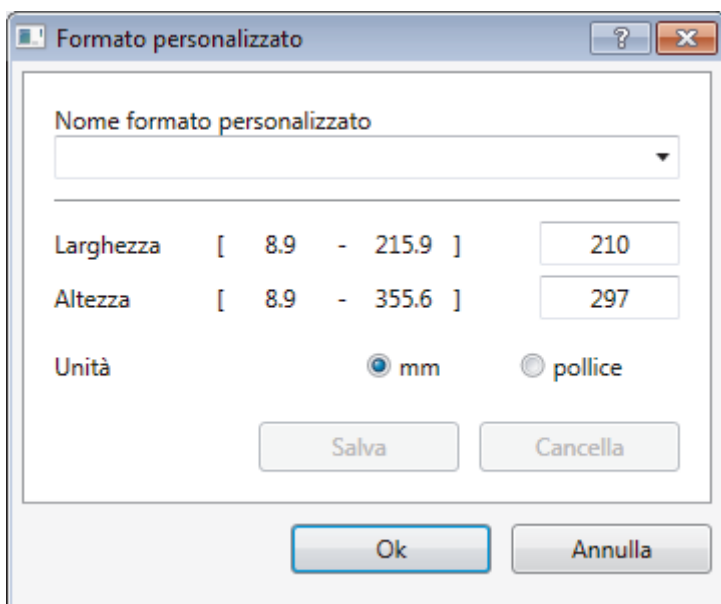 Formato personalizzato
Nome formato personalizzato
Larghezza [ 8.9 - 215.9 ] 210
Altezza [ 8.9 - 355.6 ] 297
Unità mm pollice
Salva Cancella
Ok Annulla